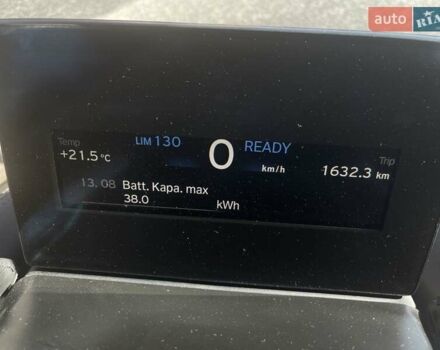 auto RIA
Temp
+21.5 °C
LIM 130
0
km/h
READY
Trip
1632.3 km
13. 08 Batt. Kapa. max
38.0 kWh